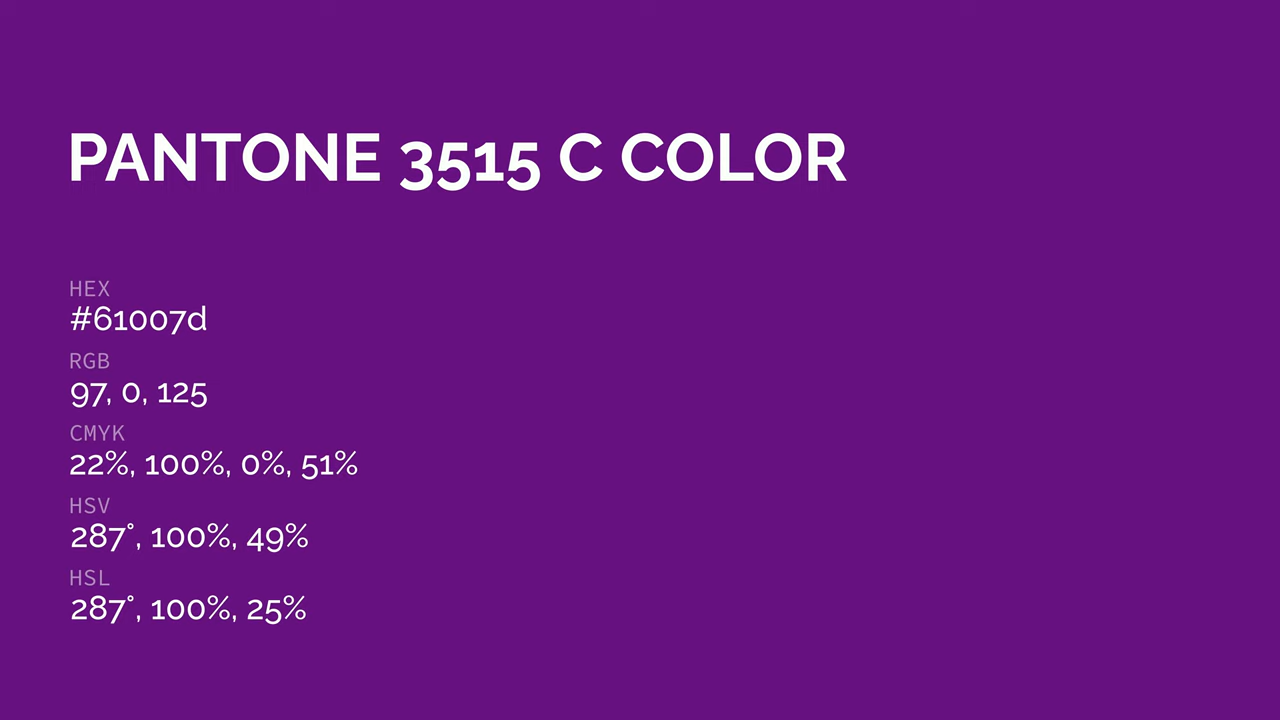 PANTONE 3515 C COLOR
HEX
#61007d
RGB
97, 0, 125
CMYK
22%, 100%, 0%, 51%
HSV
287°, 100%, 49%
HSL
287°, 100%, 25%